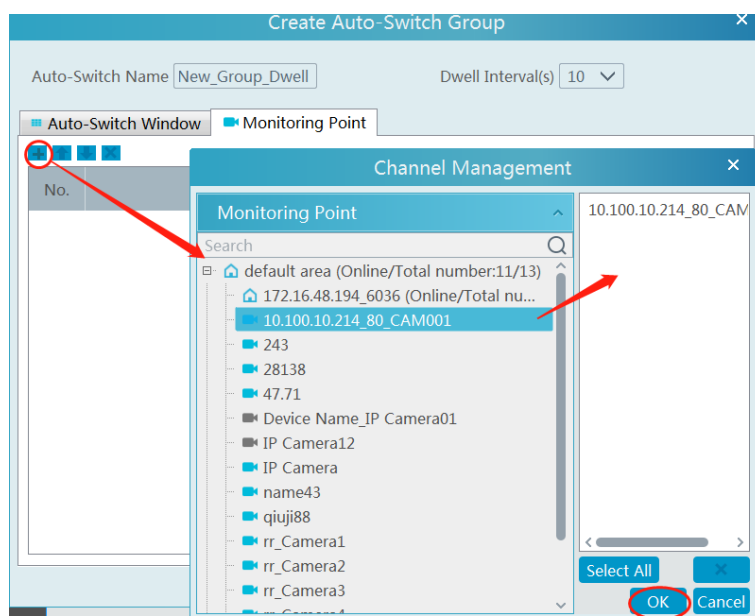 Create Auto-Switch Group
Auto-Switch Name New_Group_Dwell Dwell Interval(s) 10
Auto-Switch Window Monitoring Point
No.
Channel Management
Monitoring Point
Search
default area (Online/Total number:11/13)
172.16.48.194_6036 (Online/Total nu...
10.100.10.214_80_CAM001
243
28138
47.71
Device Name_IP Camera01
IP Camera12
IP Camera
name43
qiuji88
rr_Camera1
rr_Camera2
rr_Camera3
10.100.10.214_80_CAM
Select All
OK Cancel